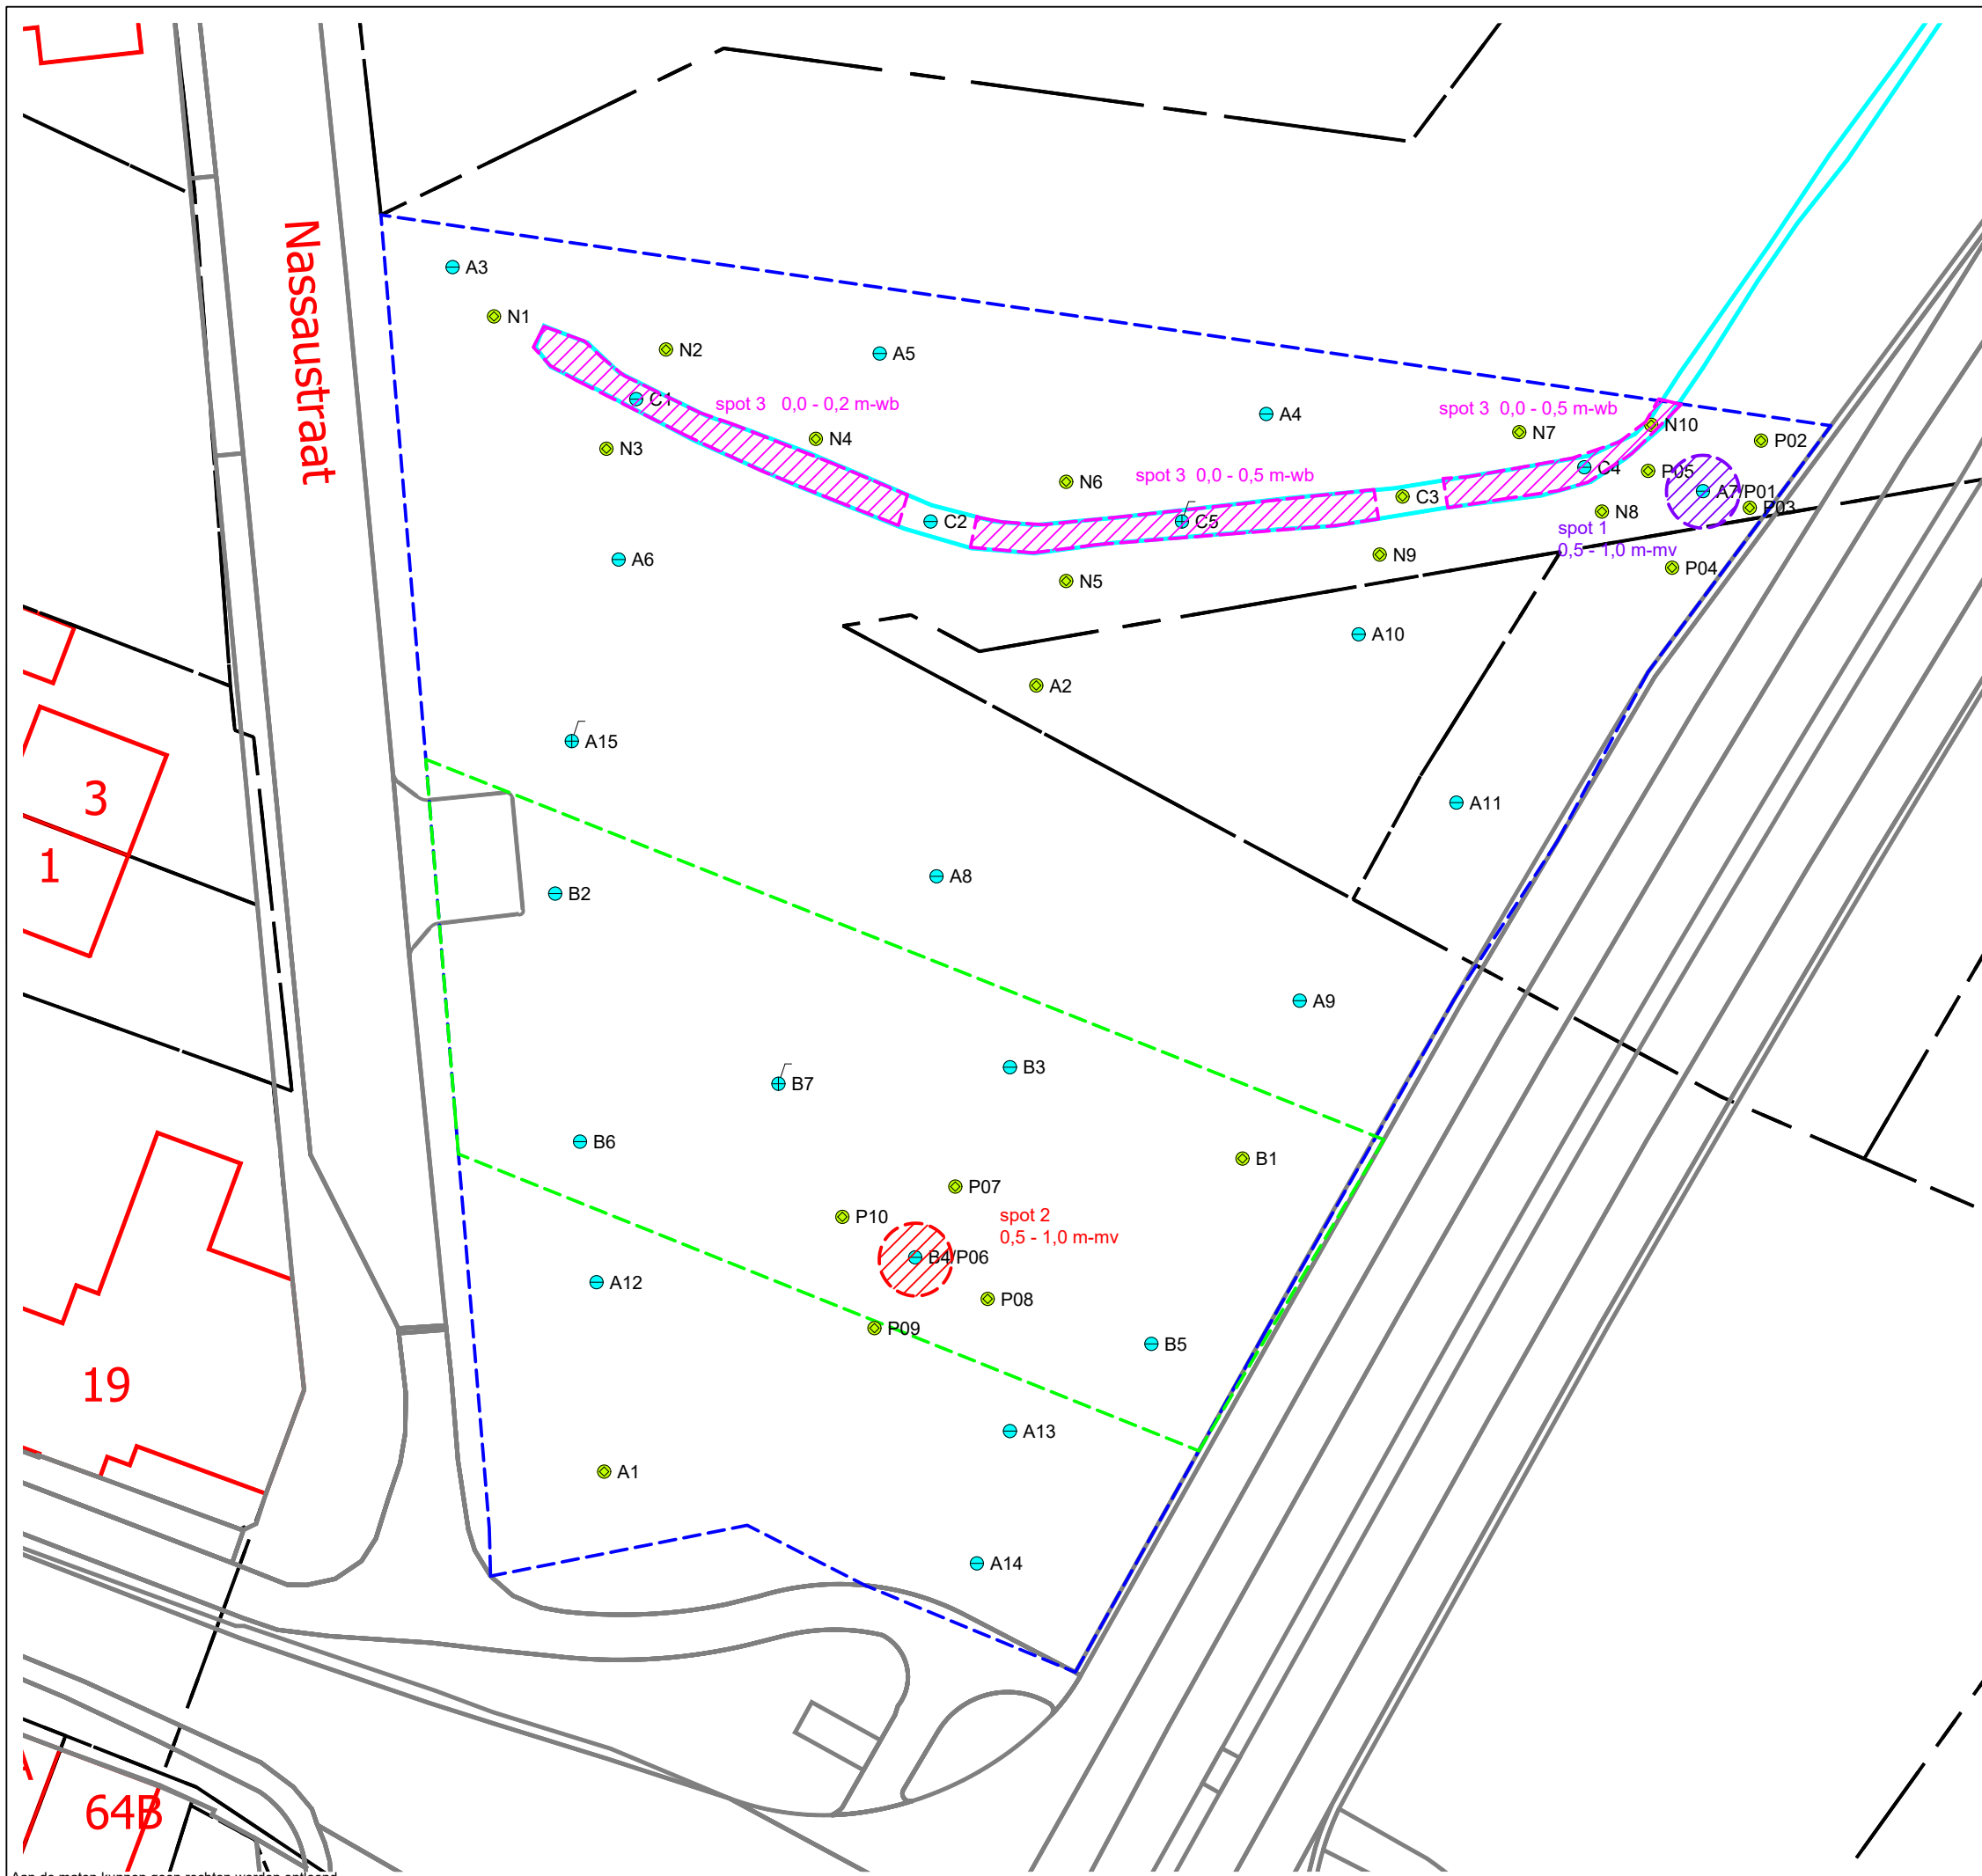 Nassaustraat
A3
N1
N2
A5
C1
spot 3 0,0 - 0,2 m-wb
N4
N3
A4
spot 3 0,0 - 0,5 m-wb
N7
N10
P02
N6
spot 3 0,0 - 0,5 m-wb
C4
P05
A7/P01
C3
P03
N8
C2
C5
spot 1
0,5 - 1,0 m-mv
A6
N9
P04
N5
A10
A2
A15
3
A11
1
A8
B2
A9
B3
B7
B6
B1
P07
P10
spot 2
0,5 - 1,0 m-mv
B4/P06
A12
P08
P09
B5
19
A13
A1
A14
64B